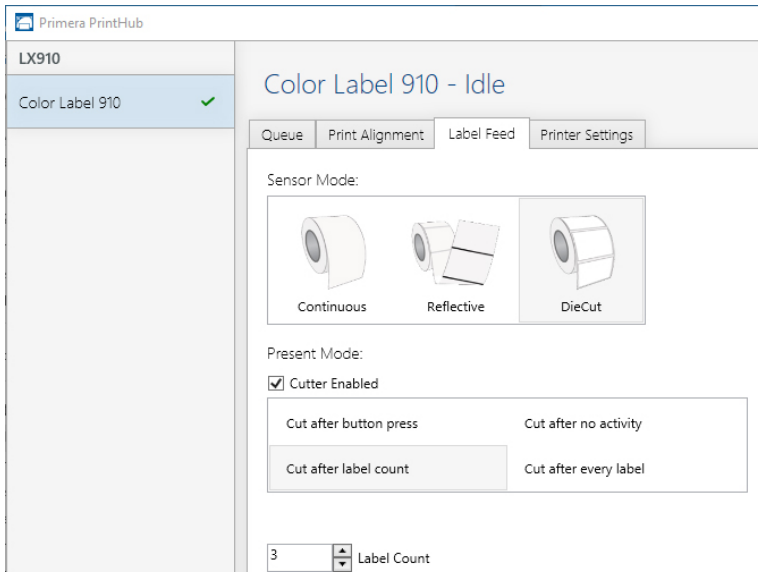 Primera PrintHub
LX910
Color Label 910
Color Label 910 - Idle
Queue Print Alignment Label Feed Printer Settings
Sensor Mode:
Continuous Reflective DieCut
Present Mode:
Cutter Enabled
Cut after button press Cut after no activity
Cut after label count Cut after every label
3 Label Count